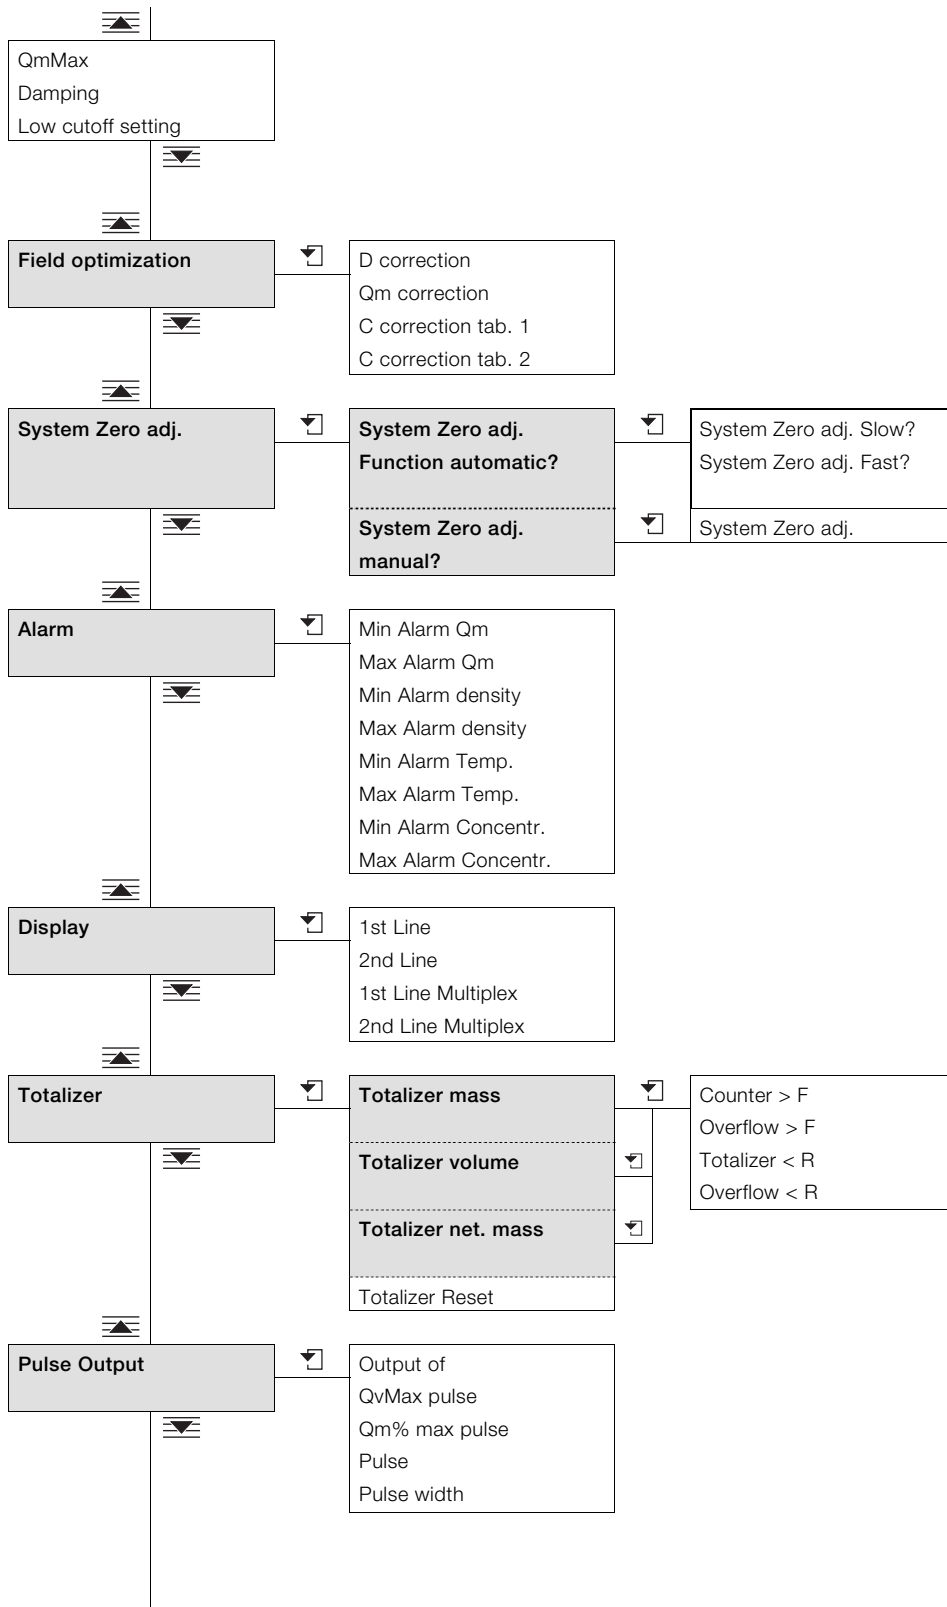 QmMax
Damping
Low cutoff setting
Field optimization
D correction
Qm correction
C correction tab. 1
C correction tab. 2
System Zero adj.
System Zero adj.
Function automatic?
System Zero adj. Slow?
System Zero adj. Fast?
System Zero adj.
manual?
System Zero adj.
Alarm
Min Alarm Qm
Max Alarm Qm
Min Alarm density
Max Alarm density
Min Alarm Temp.
Max Alarm Temp.
Min Alarm Concentr.
Max Alarm Concentr.
Display
1st Line
2nd Line
1st Line Multiplex
2nd Line Multiplex
Totalizer
Totalizer mass
Totalizer volume
Totalizer net. mass
Totalizer Reset
Counter > F
Overflow > F
Totalizer < R
Overflow < R
Pulse Output
Output of
QvMax pulse
Qm% max pulse
Pulse
Pulse width